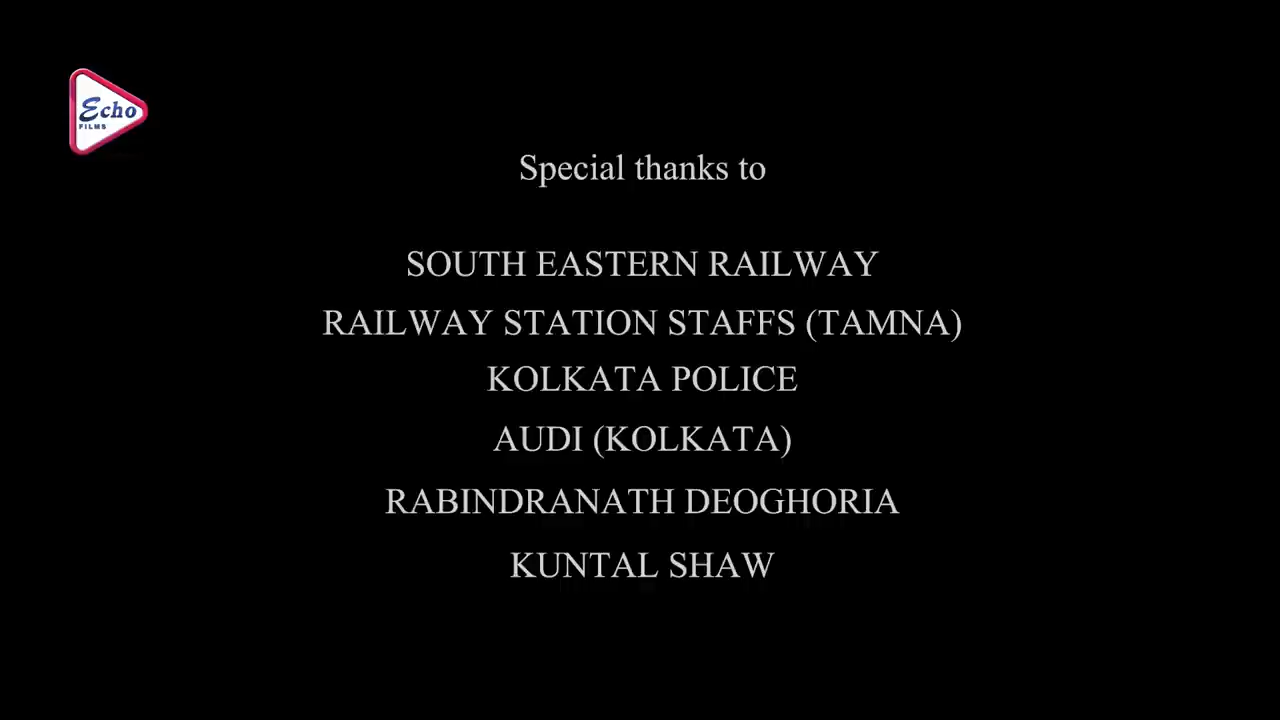 Echo
FILMS
Special thanks to
SOUTH EASTERN RAILWAY
RAILWAY STATION STAFFS (TAMNA)
KOLKATA POLICE
AUDI (KOLKATA)
RABINDRANATH DEOGHORIA
KUNTAL SHAW